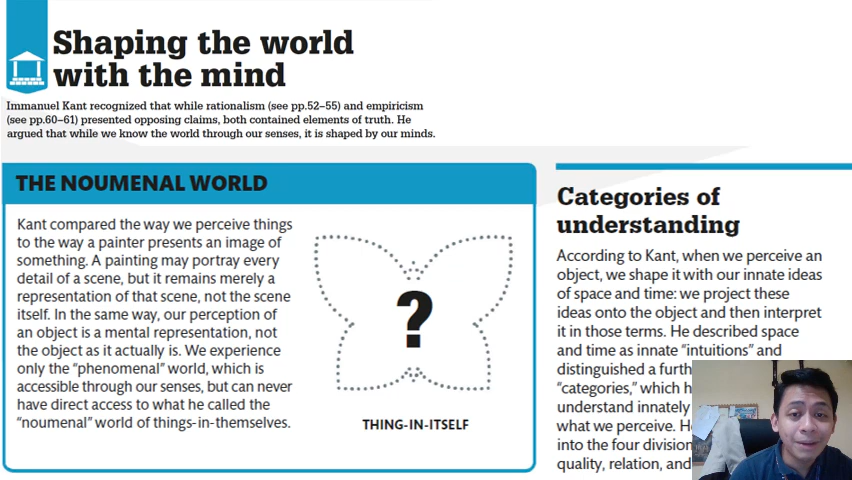 Shaping the world
with the mind
Immanuel Kant recognized that while rationalism (see pp.52–55) and empiricism
(see pp.60–61) presented opposing claims, both contained elements of truth. He
argued that while we know the world through our senses, it is shaped by our minds.
THE NOUMENAL WORLD
Kant compared the way we perceive things
to the way a painter presents an image of
something. A painting may portray every
detail of a scene, but it remains merely a
representation of that scene, not the scene
itself. In the same way, our perception of
an object is a mental representation, not
the object as it actually is. We experience
only the “phenomenal” world, which is
accessible through our senses, but can never
have direct access to what he called the
“noumenal” world of things-in-themselves.
?
THING-IN-ITSELF
Categories of
understanding
According to Kant, when we perceive an
object, we shape it with our innate ideas
of space and time: we project these
ideas onto the object and then interpret
it in those terms. He described space
and time as innate “intuitions” and
distinguished a furth
“categories,” which h
understand innately
what we perceive. He
into the four division
quality, relation, and